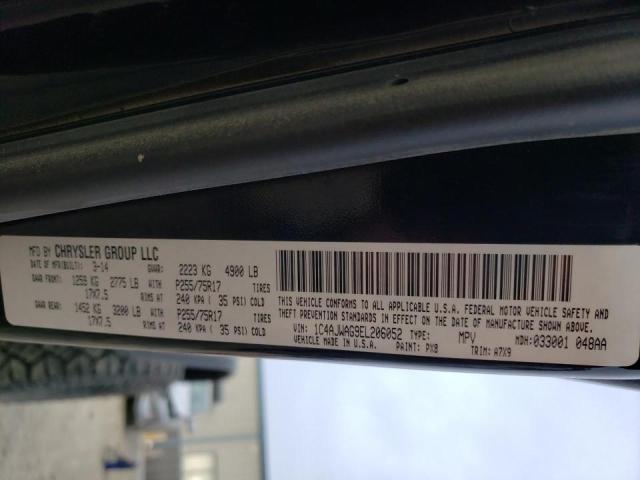 MFD BY CHRYSLER GROUP LLC
DATE OF MFR(BUILT): 3-14 GVWR: 2223 KG 4900 LB
GAWR FRONT: 1259 KG 2775 LB WITH P255/75R17 TIRES
17X7.5 RIMS AT 240 KPA ( 35 PSI) COLD
GAWR REAR: 1452 KG 3200 LB WITH P255/75R17 TIRES
17X7.5 RIMS AT 240 KPA ( 35 PSI) COLD
THIS VEHICLE CONFORMS TO ALL APPLICABLE U.S.A. FEDERAL MOTOR VEHICLE SAFETY AND
THEFT PREVENTION STANDARDS IN EFFECT ON THE DATE OF MANUFACTURE SHOWN ABOVE.
VIN: 1C4AJWAG9EL206052 TYPE: MPV MDH: 033001 048AA
VEHICLE MADE IN U.S.A. PAINT: PX8 TRIM: A7X9